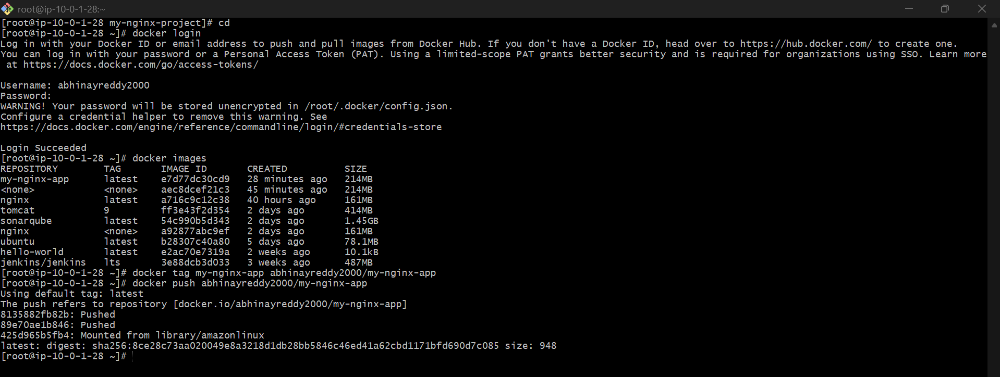 root@ip-10-0-1-28:~
[root@ip-10-0-1-28 my-nginx-project]# cd
[root@ip-10-0-1-28 ~]# docker login
Log in with your Docker ID or email address to push and pull images from Docker Hub. If you don't have a Docker ID, head over to https://hub.docker.com/ to create one.
You can log in with your password or a Personal Access Token (PAT). Using a limited-scope PAT grants better security and is required for organizations using SSO. Learn more
 at https://docs.docker.com/go/access-tokens/
Username: abhinayreddy2000
Password:
WARNING! Your password will be stored unencrypted in /root/.docker/config.json.
Configure a credential helper to remove this warning. See
https://docs.docker.com/engine/reference/commandline/login/#credentials-store
Login Succeeded
[root@ip-10-0-1-28 ~]# docker images
REPOSITORY        TAG       IMAGE ID       CREATED          SIZE
my-nginx-app      latest    e7d77dc30cd9   28 minutes ago   214MB
<none>            <none>    aec8dcef21c3   45 minutes ago   214MB
nginx             latest    a716c9c12c38   40 hours ago     161MB
tomcat            9         ff3e43f2d354   2 days ago       414MB
sonarqube         latest    54c990b5d343   2 days ago       1.45GB
nginx             <none>    a92877abc9ef   2 days ago       161MB
ubuntu            latest    b28307c40a80   5 days ago       78.1MB
hello-world       latest    e2ac70e7319a   2 weeks ago      10.1kB
jenkins/jenkins   lts       3e88dcb3d033   3 weeks ago      487MB
[root@ip-10-0-1-28 ~]# docker tag my-nginx-app abhinayreddy2000/my-nginx-app
[root@ip-10-0-1-28 ~]# docker push abhinayreddy2000/my-nginx-app
Using default tag: latest
The push refers to repository [docker.io/abhinayreddy2000/my-nginx-app]
8135882fb82b: Pushed
89e70ae1b846: Pushed
425d965b5fb4: Mounted from library/amazonlinux
latest: digest: sha256:8ce28c73aa020049e8a3218d1db28bb5846c46ed41a62cbd1171bfd690d7c085 size: 948
[root@ip-10-0-1-28 ~]#